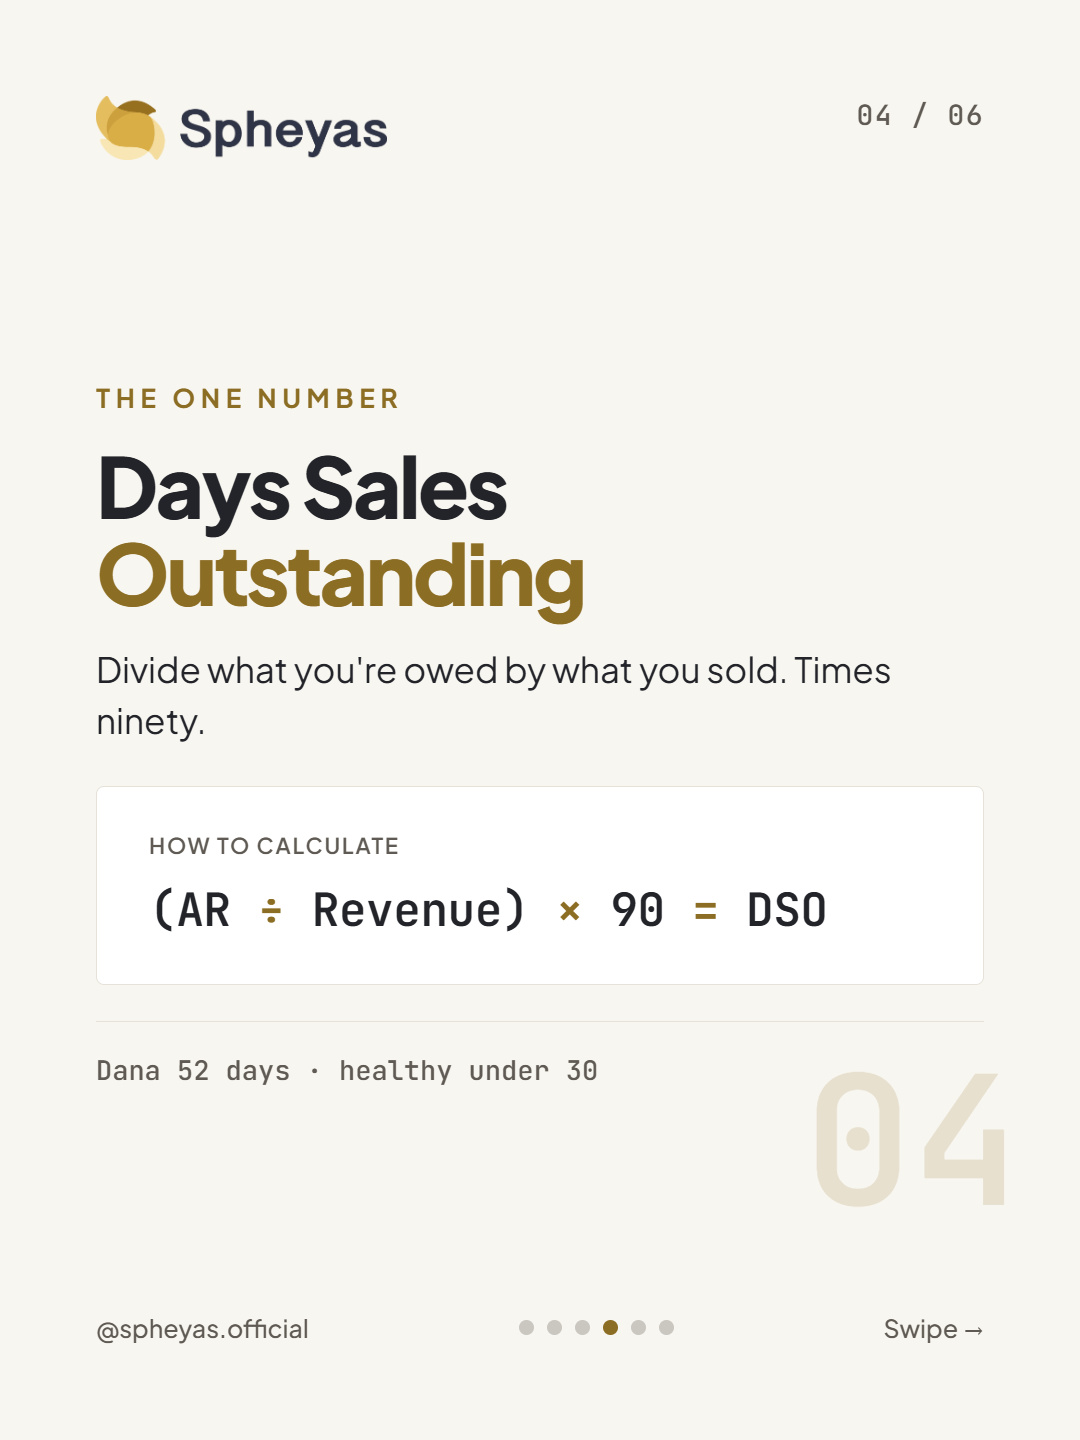 Spheyas
04 / 06
THE ONE NUMBER
Days Sales
Outstanding
Divide what you're owed by what you sold. Times
ninety.
HOW TO CALCULATE
(AR ÷ Revenue) × 90 = DSO
Dana 52 days · healthy under 30
04
@spheyas.official
Swipe →